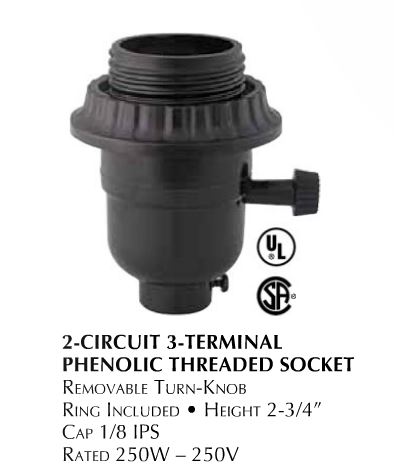 UL
®
SA®
2-CIRCUIT 3-TERMINAL
PHENOLIC THREADED SOCKET
REMOVABLE TURN-KNOB
RING INCLUDED • HEIGHT 2-3/4"
CAP 1/8 IPS
RATED 250W – 250V